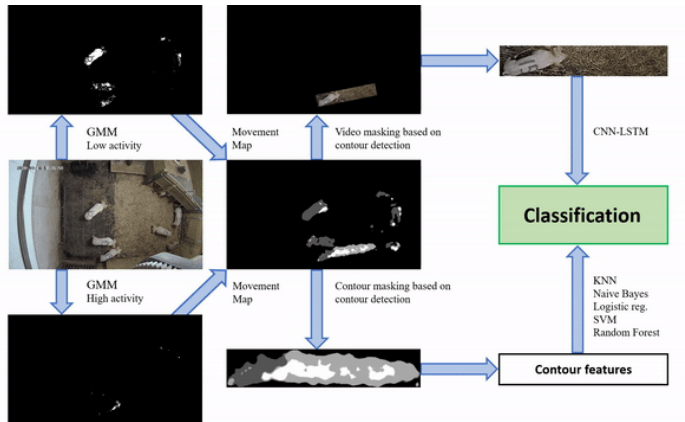 GMM
Low activity
Movement
Map
Video masking based on
contour detection
CNN-LSTM
Classification
GMM
High activity
Movement
Map
Contour masking based on
contour detection
KNN
Naive Bayes
Logistic reg.
SVM
Random Forest
Contour features